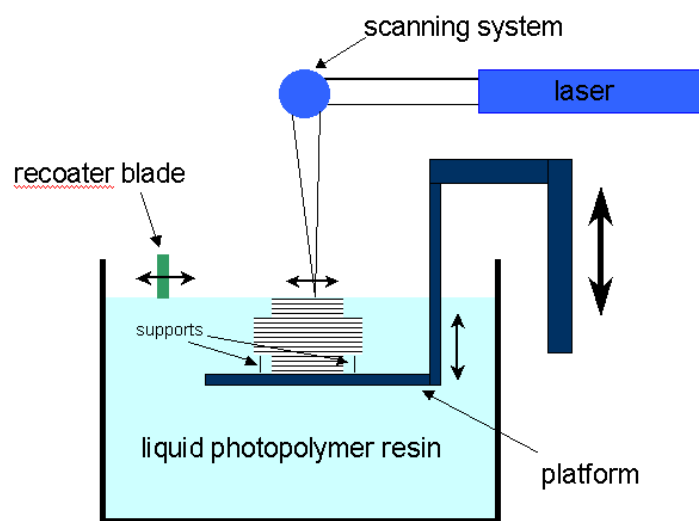 scanning system
laser
recoater blade
supports
liquid photopolymer resin
platform